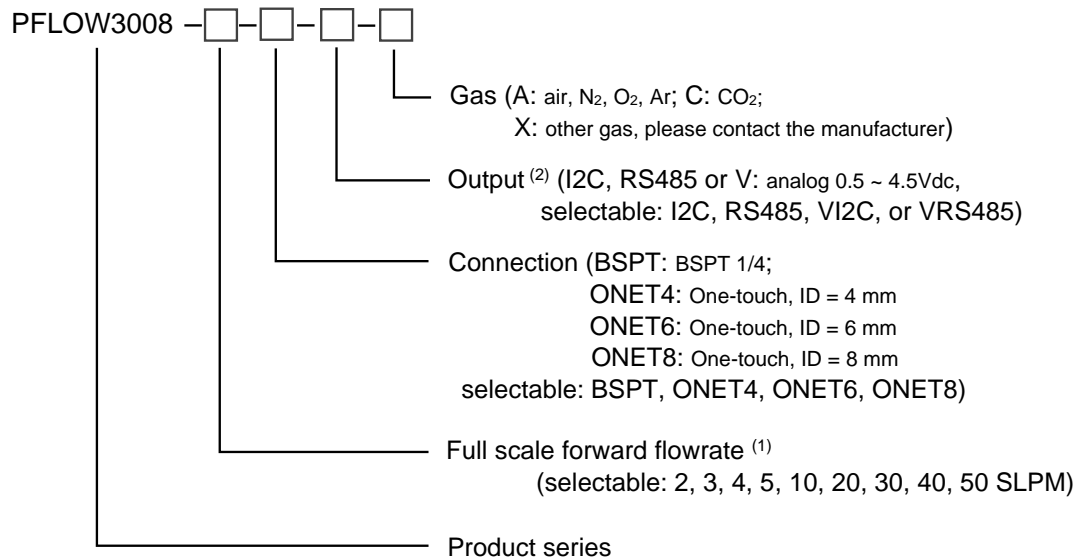 PFLOW3008 –□–□–□–□
Gas (A: air, N₂, O₂, Ar; C: CO₂;
X: other gas, please contact the manufacturer)
Output ⁽²⁾ (I2C, RS485 or V: analog 0.5 ~ 4.5Vdc,
selectable: I2C, RS485, VI2C, or VRS485)
Connection (BSPT: BSPT 1/4;
ONET4: One-touch, ID = 4 mm
ONET6: One-touch, ID = 6 mm
ONET8: One-touch, ID = 8 mm
selectable: BSPT, ONET4, ONET6, ONET8)
Full scale forward flowrate ⁽¹⁾
(selectable: 2, 3, 4, 5, 10, 20, 30, 40, 50 SLPM)
Product series